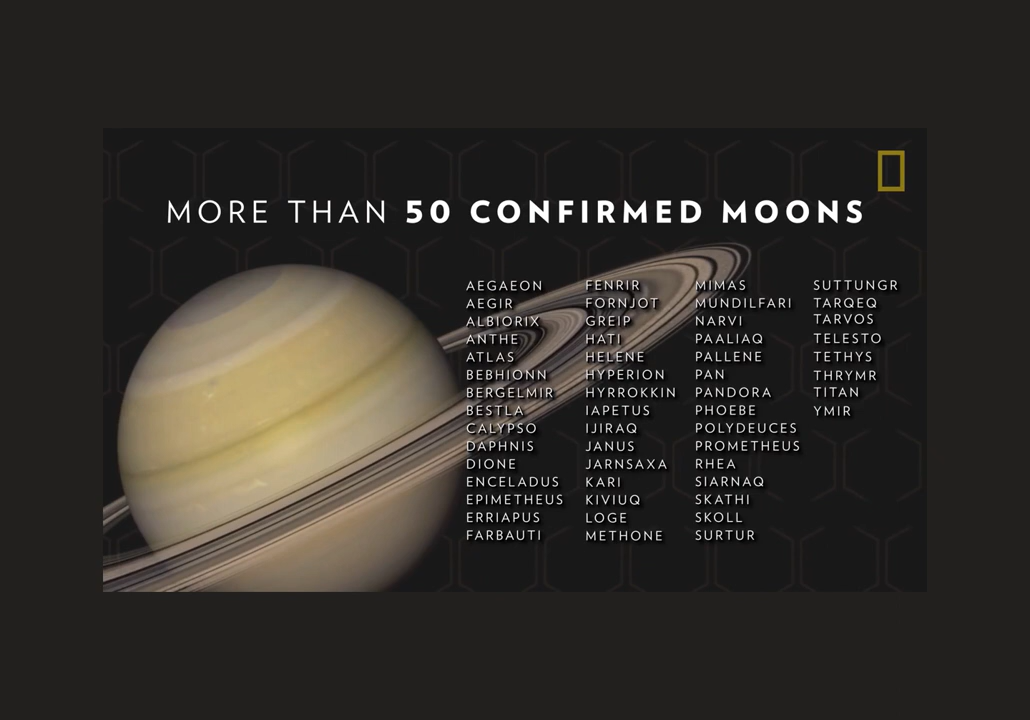 MORE THAN 50 CONFIRMED MOONS
AEGAEON
AEGIR
ALBIORIX
ANTHE
ATLAS
BEBHIONN
BERGELMIR
BESTLA
CALYPSO
DAPHNIS
DIONE
ENCELADUS
EPIMETHEUS
ERRIAPUS
FARBAUTI
FENRIR
FORNJOT
GREIP
HATI
HELENE
HYPERION
HYRROKKIN
IAPETUS
IJIRAQ
JANUS
JARNSAXA
KARI
KIVIUQ
LOGE
METHONE
MIMAS
MUNDILFARI
NARVI
PAALIAQ
PALLENE
PAN
PANDORA
PHOEBE
POLYDEUCES
PROMETHEUS
RHEA
SIARNAQ
SKATHI
SKOLL
SURTUR
SUTTUNGR
TARQEQ
TARVOS
TELESTO
TETHYS
THRYMR
TITAN
YMIR